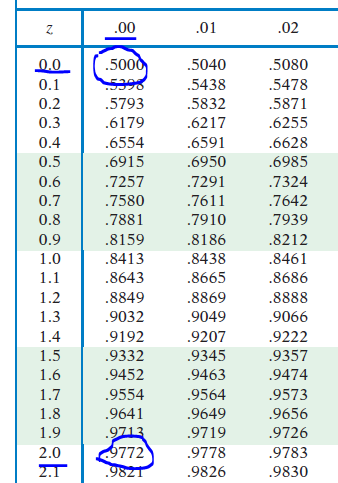 z .00 .01 .02
0.0 .5000 .5040 .5080
0.1 .5398 .5438 .5478
0.2 .5793 .5832 .5871
0.3 .6179 .6217 .6255
0.4 .6554 .6591 .6628
0.5 .6915 .6950 .6985
0.6 .7257 .7291 .7324
0.7 .7580 .7611 .7642
0.8 .7881 .7910 .7939
0.9 .8159 .8186 .8212
1.0 .8413 .8438 .8461
1.1 .8643 .8665 .8686
1.2 .8849 .8869 .8888
1.3 .9032 .9049 .9066
1.4 .9192 .9207 .9222
1.5 .9332 .9345 .9357
1.6 .9452 .9463 .9474
1.7 .9554 .9564 .9573
1.8 .9641 .9649 .9656
1.9 .9713 .9719 .9726
2.0 .9772 .9778 .9783
2.1 .9821 .9826 .9830